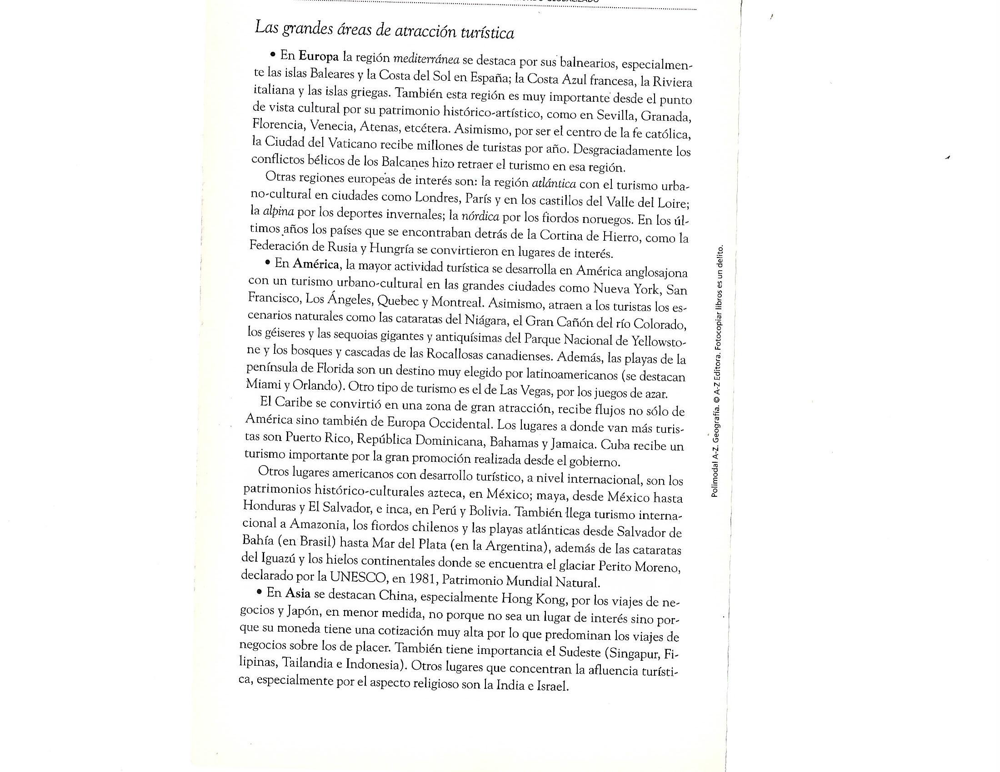 GLOBALIZADO
Las grandes áreas de atracción turística
• En Europa la región mediterránea se destaca por sus balnearios, especialmen-
te las islas Baleares y la Costa del Sol en España; la Costa Azul francesa, la Riviera
italiana y las islas griegas. También esta región es muy importante desde el punto
de vista cultural por su patrimonio histórico-artístico, como en Sevilla, Granada,
Florencia, Venecia, Atenas, etcétera. Asimismo, por ser el centro de la fe católica,
la Ciudad del Vaticano recibe millones de turistas por año. Desgraciadamente los
conflictos bélicos de los Balcanes hizo retraer el turismo en esa región.
Otras regiones europeas de interés son: la región atlántica con el turismo urba-
no-cultural en ciudades como Londres, París y en los castillos del Valle del Loire;
la alpina por los deportes invernales; la nórdica por los fiordos noruegos. En los úl-
timos años los países que se encontraban detrás de la Cortina de Hierro, como la
Federación de Rusia y Hungría se convirtieron en lugares de interés.
• En América, la mayor actividad turística se desarrolla en América anglosajona
con un turismo urbano-cultural en las grandes ciudades como Nueva York, San
Francisco, Los Ángeles, Quebec y Montreal. Asimismo, atraen a los turistas los es-
cenarios naturales como las cataratas del Niágara, el Gran Cañón del río Colorado,
los géiseres y las sequoias gigantes y antiquísimas del Parque Nacional de Yellowsto-
ne y los bosques y cascadas de las Rocallosas canadienses. Además, las playas de la
península de Florida son un destino muy elegido por latinoamericanos (se destacan
Miami y Orlando). Otro tipo de turismo es el de Las Vegas, por los juegos de azar.
El Caribe se convirtió en una zona de gran atracción, recibe flujos no sólo de
América sino también de Europa Occidental. Los lugares a donde van más turis-
tas son Puerto Rico, República Dominicana, Bahamas y Jamaica. Cuba recibe un
turismo importante por la gran promoción realizada desde el gobierno.
Otros lugares americanos con desarrollo turístico, a nivel internacional, son los
patrimonios histórico-culturales azteca, en México; maya, desde México hasta
Honduras y El Salvador, e inca, en Perú y Bolivia. También llega turismo interna-
cional a Amazonia, los fiordos chilenos y las playas atlánticas desde Salvador de
Bahía (en Brasil) hasta Mar del Plata (en la Argentina), además de las cataratas
del Iguazú y los hielos continentales donde se encuentra el glaciar Perito Moreno,
declarado por la UNESCO, en 1981, Patrimonio Mundial Natural.
• En Asia se destacan China, especialmente Hong Kong, por los viajes de ne-
gocios y Japón, en menor medida, no porque no sea un lugar de interés sino por-
que su moneda tiene una cotización muy alta por lo que predominan los viajes de
negocios sobre los de placer. También tiene importancia el Sudeste (Singapur, Fi-
lipinas, Tailandia e Indonesia). Otros lugares que concentran la afluencia turísti-
ca, especialmente por el aspecto religioso son la India e Israel.
Polimodal A-Z. Geografía. © A-Z Editora. Fotocopiar libros es un delito.